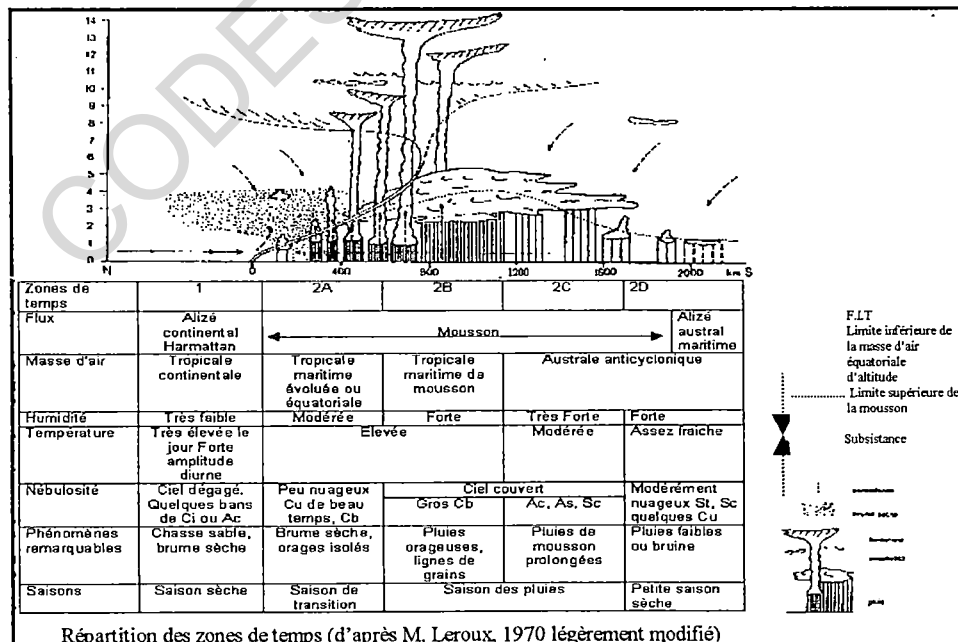 CODES
14
13
12
11
10
9
8
7
6
5
4
3
2
1
0
N 0 400 800 1200 1600 2000 km S
Zones de temps 1 2A 2B 2C 2D
Flux
Alizé continental Harmattan
Mousson
Alizé austral maritime
Masse d'air
Tropicale continentale
Tropicale maritime évoluée ou équatoriale
Tropicale maritime de mousson
Australe anticyclonique
Humidité Très faible Modérée Forte Très Forte Forte
Température
Très élevée le jour Forte amplitude diurne
Elevée
Modérée
Assez fraiche
Nébulosité
Ciel dégagé. Quelques bans de Ci ou Ac
Peu nuageux Cu de beau temps, Cb
Ciel couvert
Gros Cb
Ac, As, Sc
Modérément nuageux St, Sc quelques Cu
Phénomènes remarquables
Chasse sable, brume sèche
Brume sèche, orages isolés
Pluies orageuses, lignes de grains
Pluies de mousson prolongées
Pluies faibles ou bruine
Saisons
Saison sèche
Saison de transition
Saison des pluies
Petite saison sèche
F.I.T
Limite inférieure de
la masse d'air
équatoriale
d'altitude
Limite supérieure de
la mousson
Subsistance
pluie
Répartition des zones de temps (d'après M. Leroux, 1970 légèrement modifié)